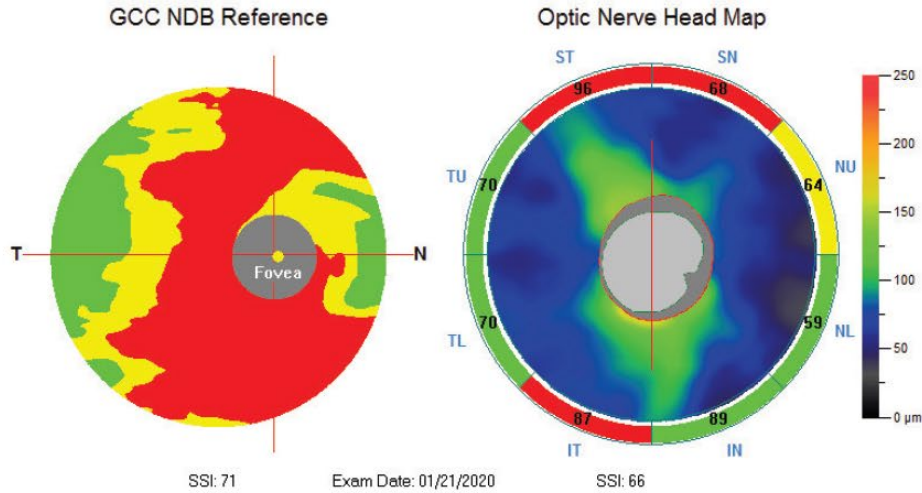 GCC NDB Reference
Optic Nerve Head Map
ST
SN
96
68
250
TU
70
NU
64
200
T
N
Fovea
150
100
TL
70
NL
59
50
87
89
0 µm
IT
IN
SSI: 71
Exam Date: 01/21/2020
SSI: 66